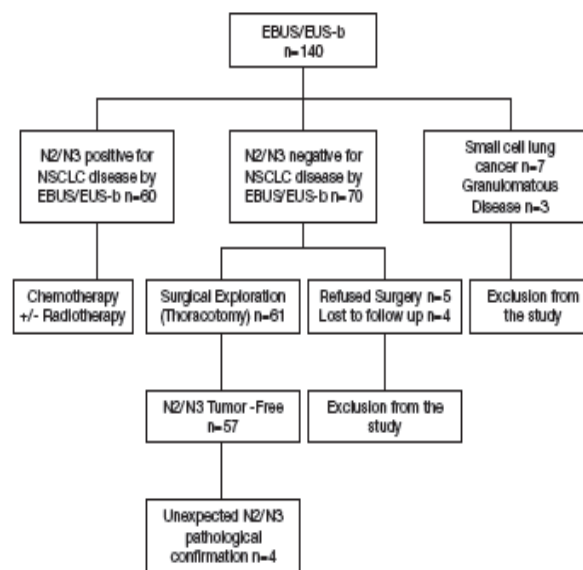 EBUS/EUS-b
n=140
N2/N3 positive for
NSCLC disease by
EBUS/EUS-b n=60
N2/N3 negative for
NSCLC disease by
EBUS/EUS-b n=70
Small cell lung
cancer n=7
Granulomatous
Disease n=3
Chemotherapy
+/- Radiotherapy
Surgical Exploration
(Thoracotomy) n=61
Refused Surgery n=5
Lost to follow up n=4
Exclusion from
the study
N2/N3 Tumor -Free
n=57
Exclusion from the
study
Unexpected N2/N3
pathological
confirmation n=4